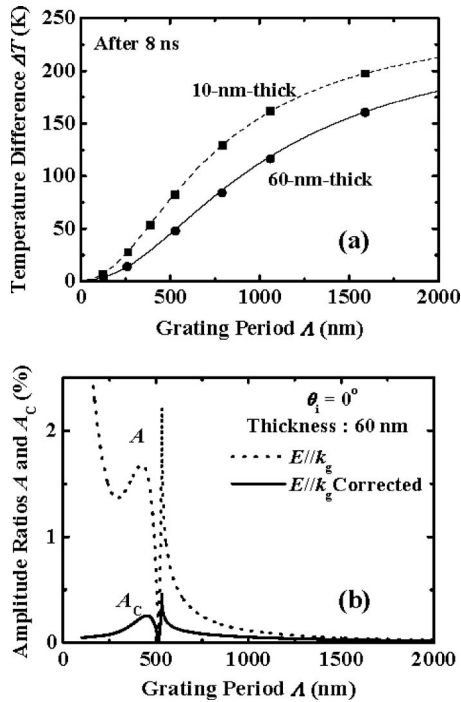 After 8 ns
10-nm-thick
60-nm-thick
(a)
Temperature Difference ΔT (K)
250
200
150
100
50
0
0 500 1000 1500 2000
Grating Period Λ (nm)
θi = 0°
Thickness : 60 nm
E//kg
E//kg Corrected
A
AC
(b)
Amplitude Ratios A and AC (%)
2
1
0
0 500 1000 1500 2000
Grating Period Λ (nm)